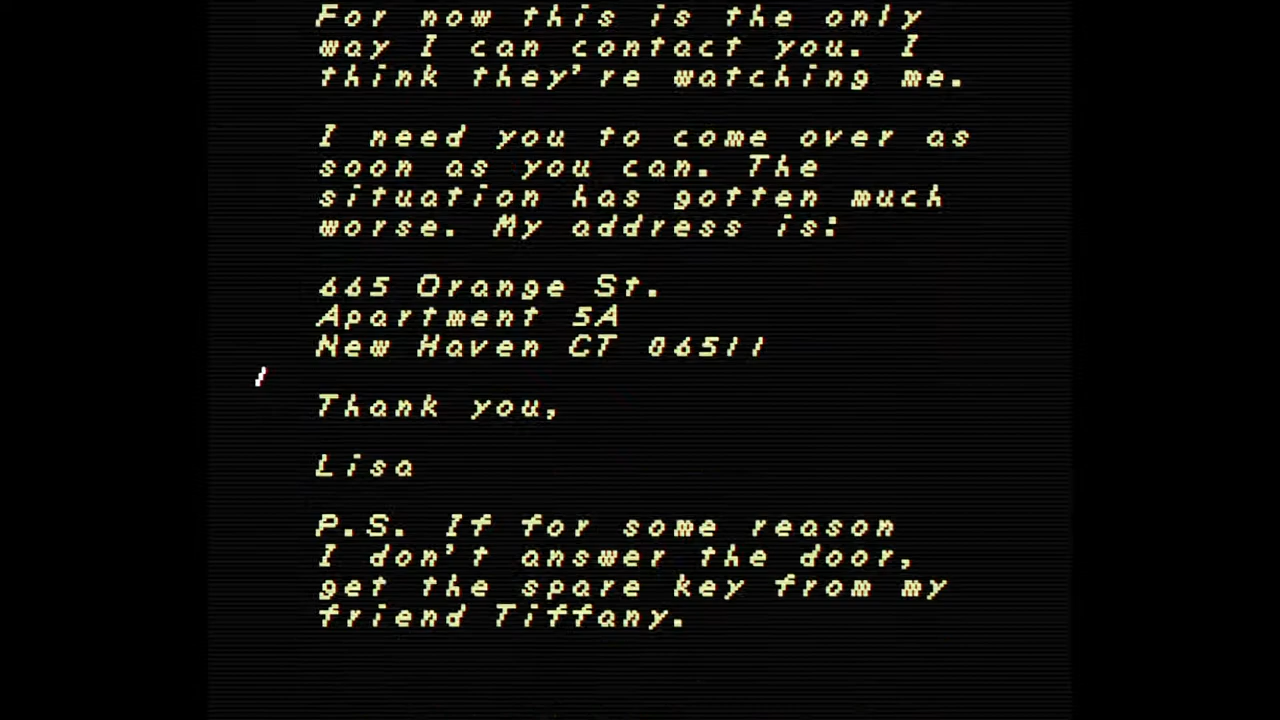 For now this is the only
way I can contact you. I
think they're watching me.
I need you to come over as
soon as you can. The
situation has gotten much
worse. My address is:
665 Orange St.
Apartment 5A
New Haven CT 06511
Thank you,
Lisa
P.S. If for some reason
I don't answer the door,
get the spare key from my
friend Tiffany.